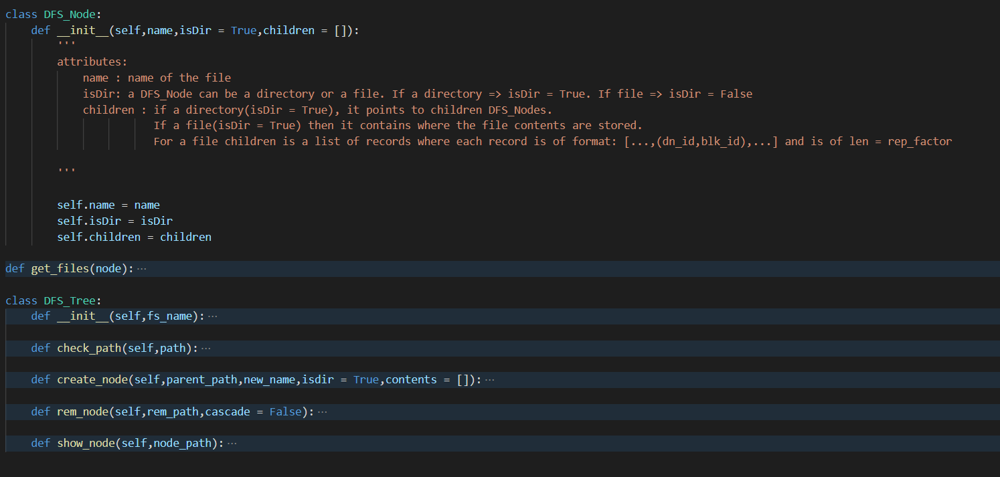 class DFS_Node:
    def __init__(self,name,isDir = True,children = []):
        '''
        attributes:
            name : name of the file
            isDir: a DFS_Node can be a directory or a file. If a directory => isDir = True. If file => isDir = False
            children : if a directory(isDir = True), it points to children DFS_Nodes.
                       If a file(isDir = True) then it contains where the file contents are stored.
                       For a file children is a list of records where each record is of format: [...,(dn_id,blk_id),...] and is of len = rep_factor
        '''
        self.name = name
        self.isDir = isDir
        self.children = children
def get_files(node):···
class DFS_Tree:
    def __init__(self,fs_name):···
    def check_path(self,path):···
    def create_node(self,parent_path,new_name,isdir = True,contents = []):···
    def rem_node(self,rem_path,cascade = False):···
    def show_node(self,node_path):···